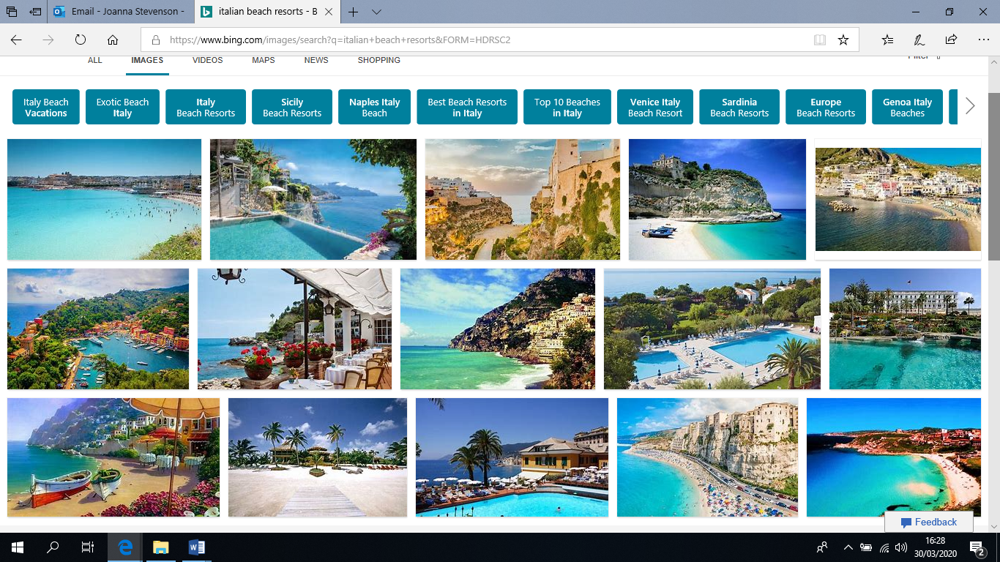 Email - Joanna Stevenson -
italian beach resorts - B
https://www.bing.com/images/search?q=italian+beach+resorts&FORM=HDRSC2
ALL IMAGES VIDEOS MAPS NEWS SHOPPING Filter
Italy Beach
Vacations
Exotic Beach
Italy
Italy
Beach Resorts
Sicily
Beach Resorts
Naples Italy
Beach
Best Beach Resorts
in Italy
Top 10 Beaches
in Italy
Venice Italy
Beach Resort
Sardinia
Beach Resorts
Europe
Beach Resorts
Genoa Italy
Beaches
Feedback
16:28
30/03/2020
2